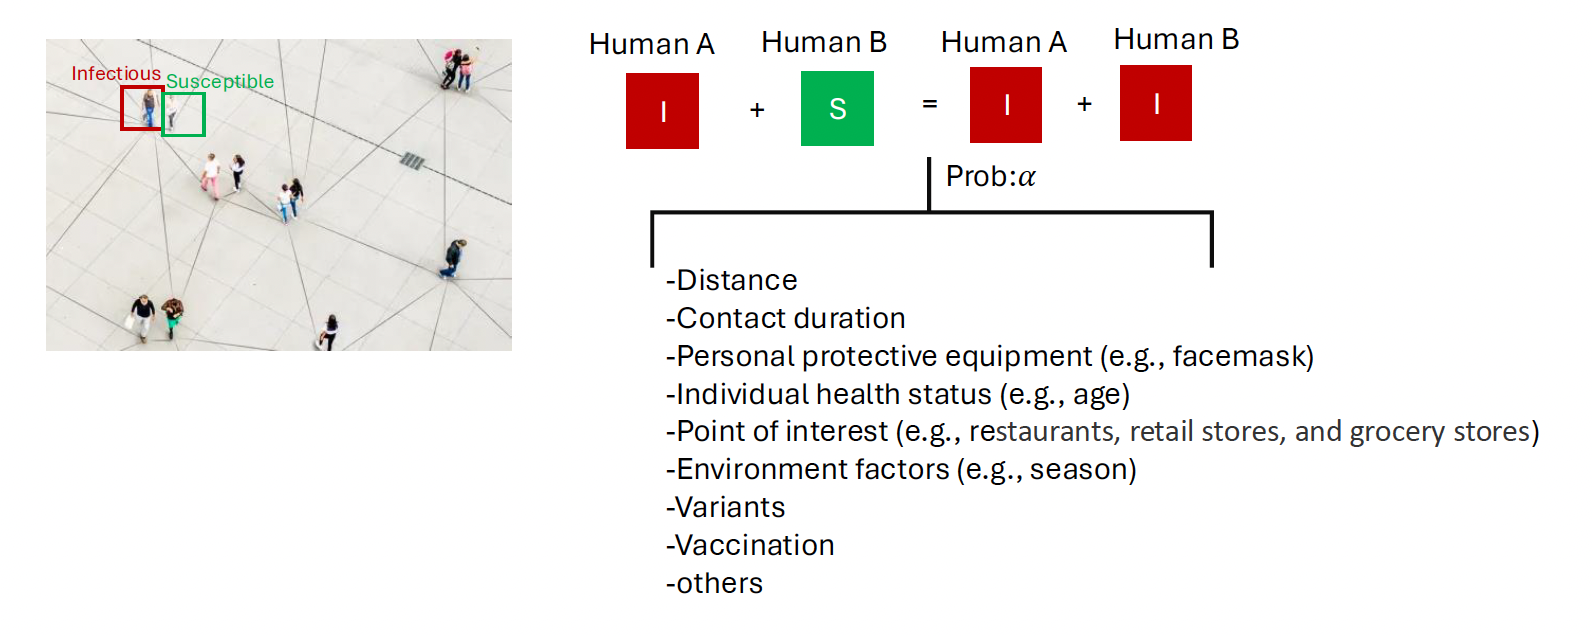 Infectious
Susceptible
Human A Human B Human A Human B
I + S = I + I
Prob:α
-Distance
-Contact duration
-Personal protective equipment (e.g., facemask)
-Individual health status (e.g., age)
-Point of interest (e.g., restaurants, retail stores, and grocery stores)
-Environment factors (e.g., season)
-Variants
-Vaccination
-others